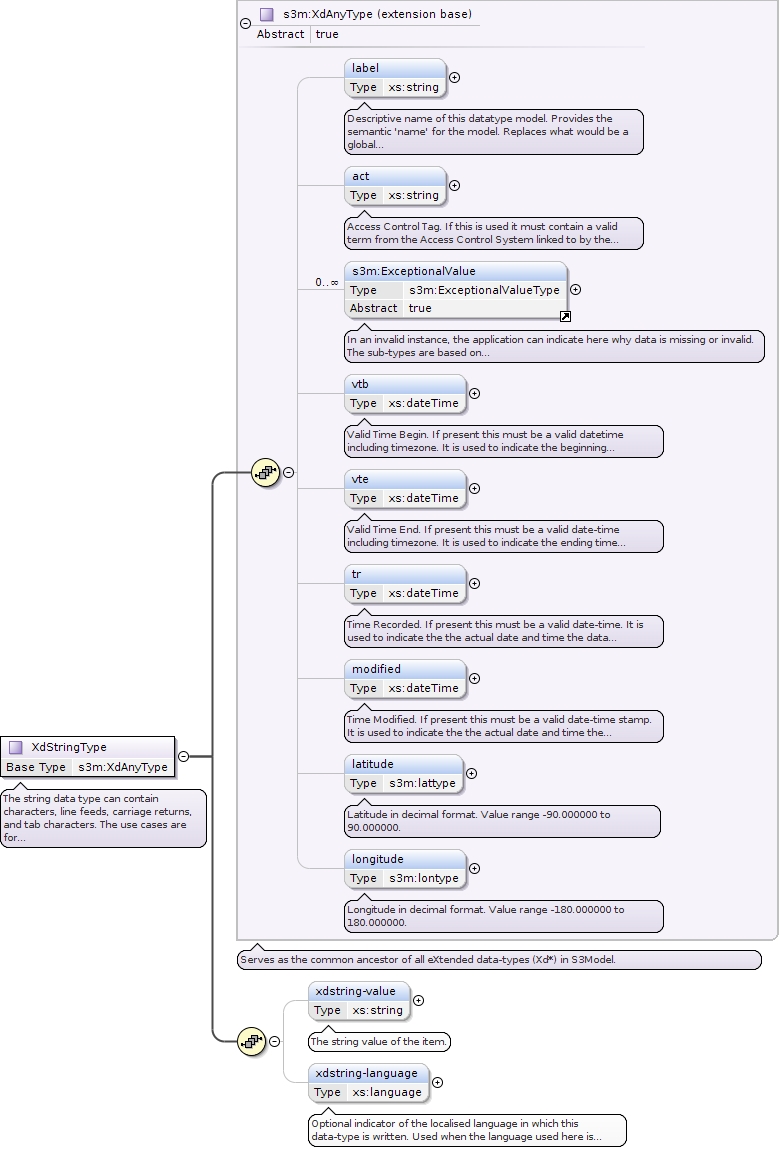 s3m:XdAnyType (extension base)
Abstract true
label
Type xs:string
Descriptive name of this datatype model. Provides the
semantic 'name' for the model. Replaces what would be a
global...
act
Type xs:string
Access Control Tag. If this is used it must contain a valid
term from the Access Control System linked to by the...
0..∞
s3m:ExceptionalValue
Type s3m:ExceptionalValueType
Abstract true
In an invalid instance, the application can indicate here why data is missing or invalid.
The sub-types are based on...
vtb
Type xs:dateTime
Valid Time Begin. If present this must be a valid datetime
including timezone. It is used to indicate the beginning...
vte
Type xs:dateTime
Valid Time End. If present this must be a valid date-time
including timezone. It is used to indicate the ending time...
tr
Type xs:dateTime
Time Recorded. If present this must be a valid date-time. It is
used to indicate the the actual date and time the data...
modified
Type xs:dateTime
Time Modified. If present this must be a valid date-time stamp.
It is used to indicate the the actual date and time the...
latitude
Type s3m:lattype
Latitude in decimal format. Value range -90.000000 to
90.000000.
longitude
Type s3m:lontype
Longitude in decimal format. Value range -180.000000 to
180.000000.
Serves as the common ancestor of all eXtended data-types (Xd*) in S3Model.
XdStringType
Base Type s3m:XdAnyType
The string data type can contain
characters, line feeds, carriage returns,
and tab characters. The use cases are
for...
xdstring-value
Type xs:string
The string value of the item.
xdstring-language
Type xs:language
Optional indicator of the localised language in which this
data-type is written. Used when the language used here is...